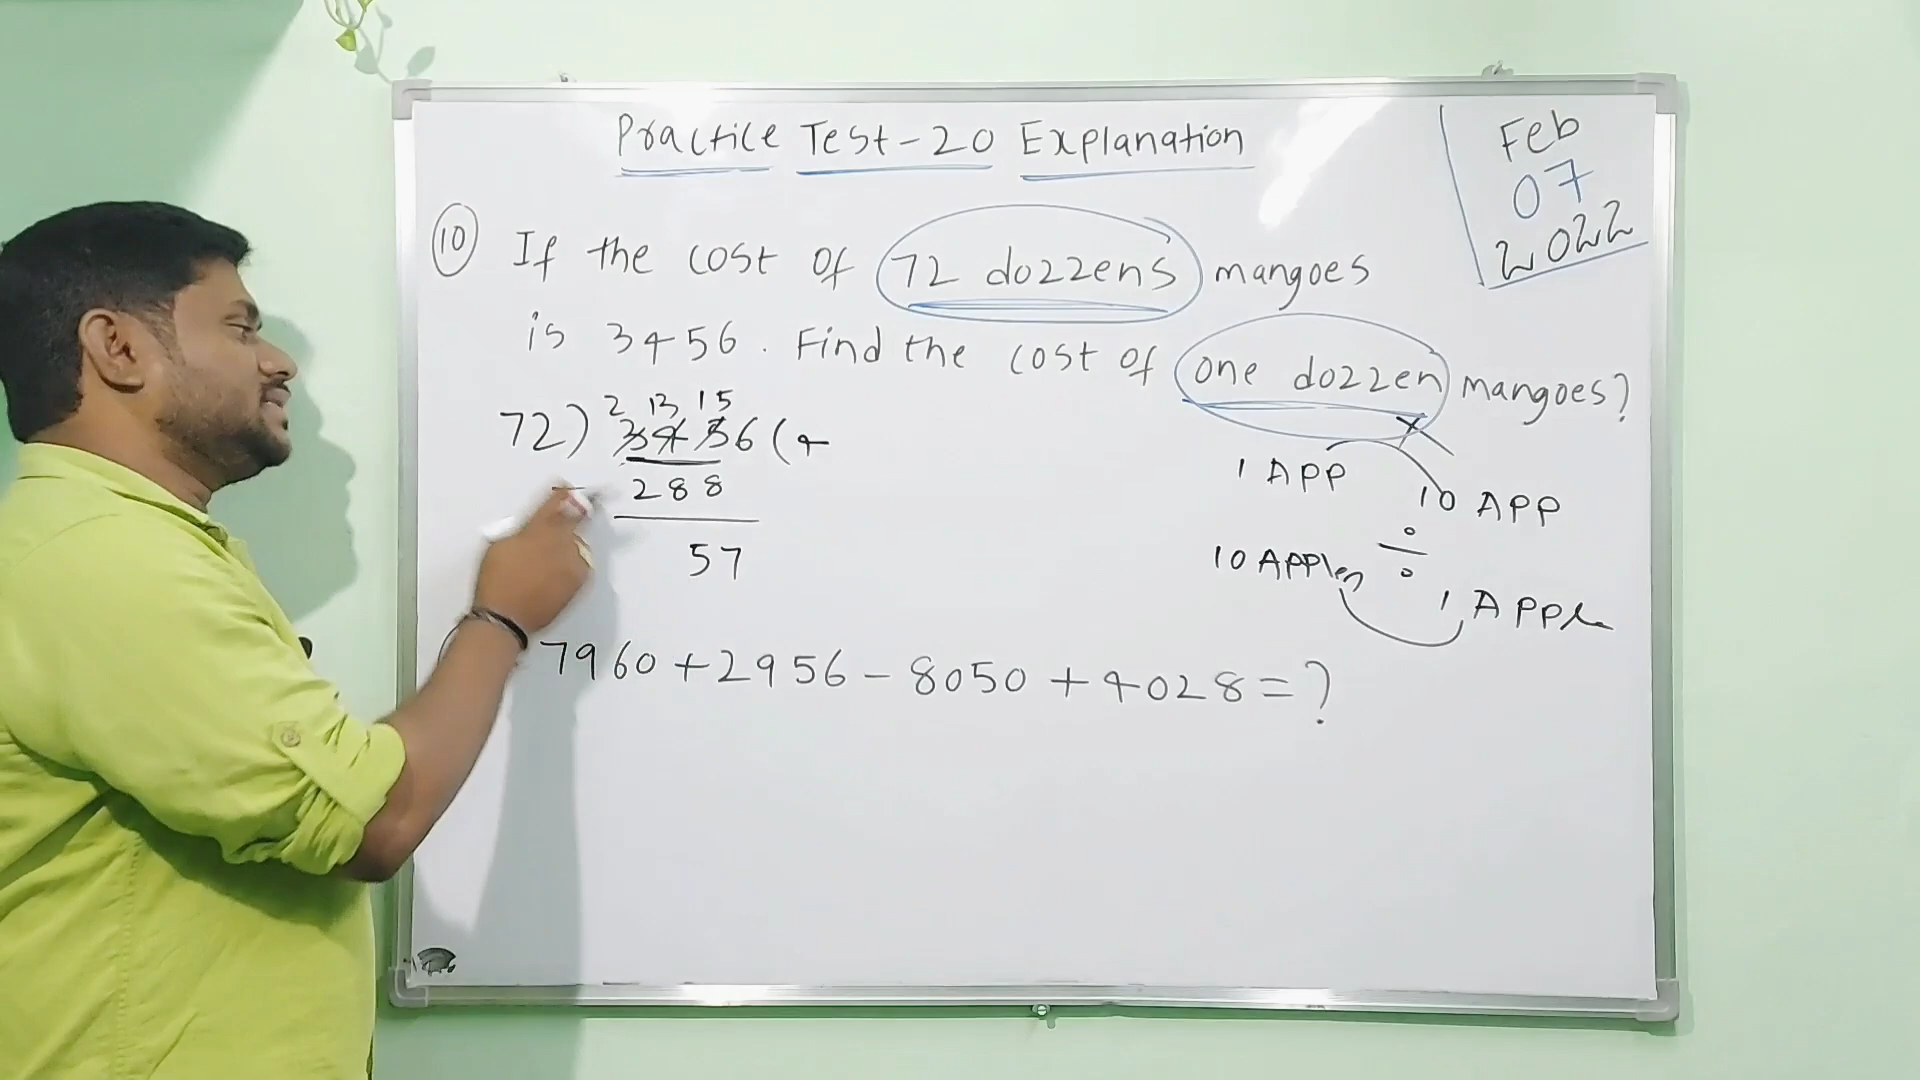 Practice Test-20 Explanation
Feb
07
2022
10 If the cost of 72 dozzens mangoes
is 3456. Find the cost of one dozzen mangoes?
2 13 15
72) 3456 (4
- 288
57
1 APP
×
10 APP
10 Apples
÷
1 Apple
7960+2956-8050+4028=?